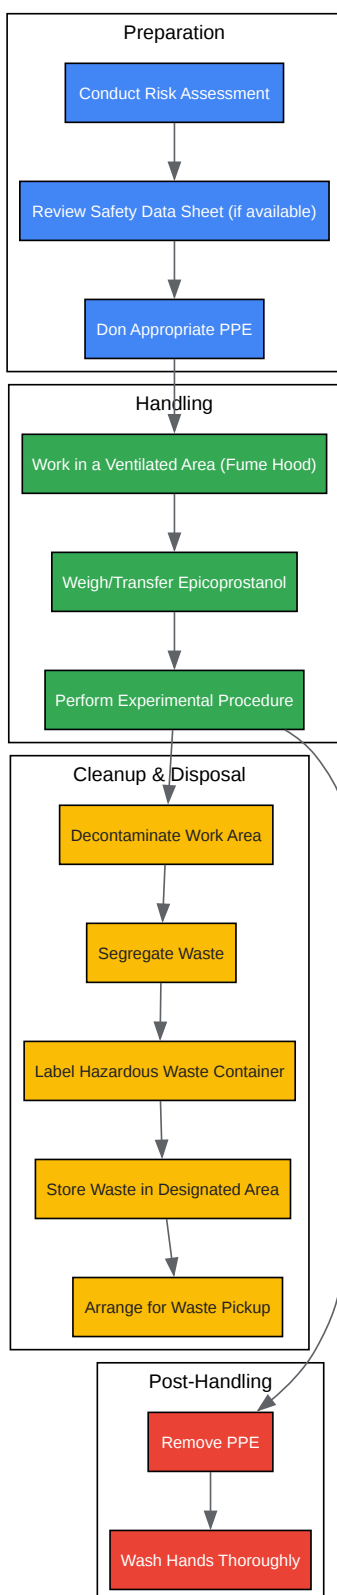 Preparation
Conduct Risk Assessment
Review Safety Data Sheet (if available)
Don Appropriate PPE
Handling
Work in a Ventilated Area (Fume Hood)
Weigh/Transfer Epicoprostanol
Perform Experimental Procedure
Cleanup & Disposal
Decontaminate Work Area
Segregate Waste
Label Hazardous Waste Container
Store Waste in Designated Area
Arrange for Waste Pickup
Post-Handling
Remove PPE
Wash Hands Thoroughly